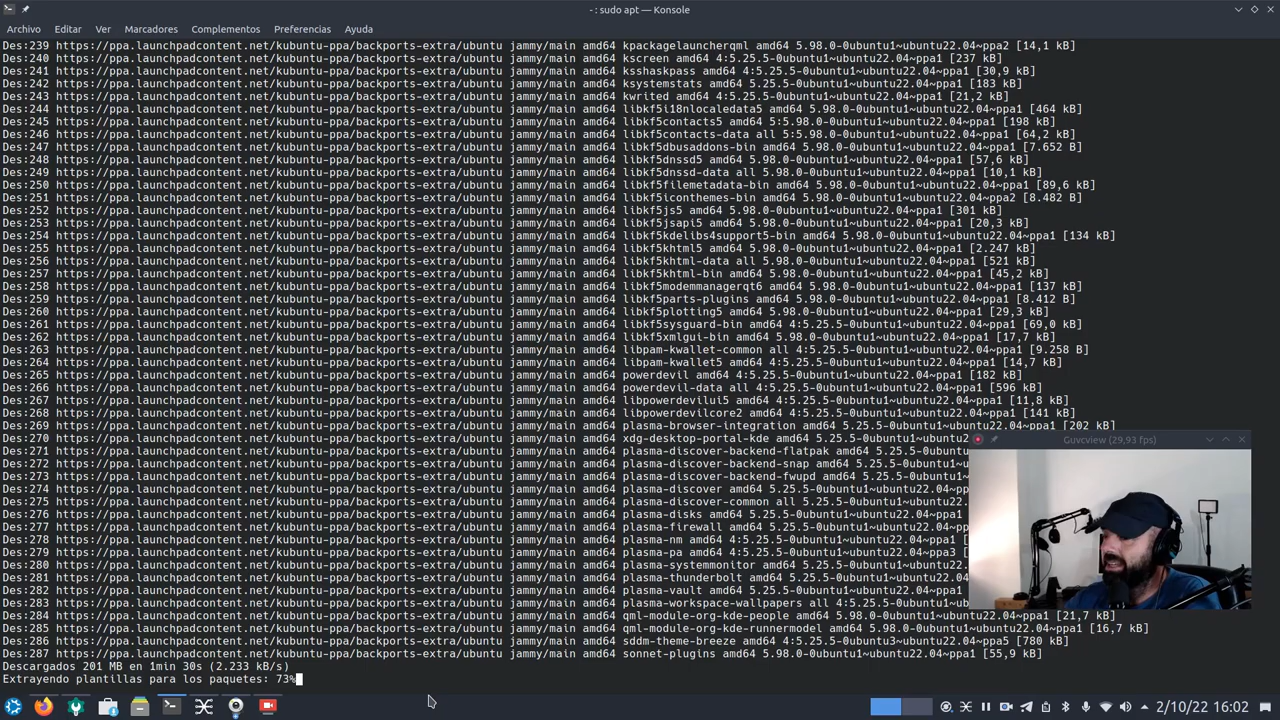 - : sudo apt — Konsole
Archivo Editar Ver Marcadores Complementos Preferencias Ayuda
Des:239 https://ppa.launchpadcontent.net/kubuntu-ppa/backports-extra/ubuntu jammy/main amd64 kpackagelauncherqml amd64 5.98.0-0ubuntu1~ubuntu22.04~ppa2 [14,1 kB]
Des:240 https://ppa.launchpadcontent.net/kubuntu-ppa/backports-extra/ubuntu jammy/main amd64 kscreen amd64 4:5.25.5-0ubuntu1~ubuntu22.04~ppa1 [237 kB]
Des:241 https://ppa.launchpadcontent.net/kubuntu-ppa/backports-extra/ubuntu jammy/main amd64 ksshaskpass amd64 4:5.25.5-0ubuntu1~ubuntu22.04~ppa1 [30,9 kB]
Des:242 https://ppa.launchpadcontent.net/kubuntu-ppa/backports-extra/ubuntu jammy/main amd64 ksystemstats amd64 5.25.5-0ubuntu1~ubuntu22.04~ppa1 [183 kB]
Des:243 https://ppa.launchpadcontent.net/kubuntu-ppa/backports-extra/ubuntu jammy/main amd64 kwrited amd64 4:5.25.5-0ubuntu1~ubuntu22.04~ppa1 [21,2 kB]
Des:244 https://ppa.launchpadcontent.net/kubuntu-ppa/backports-extra/ubuntu jammy/main amd64 libkf5i18nlocaledata5 amd64 5.98.0-0ubuntu1~ubuntu22.04~ppa1 [464 kB]
Des:245 https://ppa.launchpadcontent.net/kubuntu-ppa/backports-extra/ubuntu jammy/main amd64 libkf5contacts5 amd64 5:5.98.0-0ubuntu1~ubuntu22.04~ppa1 [198 kB]
Des:246 https://ppa.launchpadcontent.net/kubuntu-ppa/backports-extra/ubuntu jammy/main amd64 libkf5contacts-data all 5:5.98.0-0ubuntu1~ubuntu22.04~ppa1 [64,2 kB]
Des:247 https://ppa.launchpadcontent.net/kubuntu-ppa/backports-extra/ubuntu jammy/main amd64 libkf5dbusaddons-bin amd64 5.98.0-0ubuntu1~ubuntu22.04~ppa1 [7.652 B]
Des:248 https://ppa.launchpadcontent.net/kubuntu-ppa/backports-extra/ubuntu jammy/main amd64 libkf5dnssd5 amd64 5.98.0-0ubuntu1~ubuntu22.04~ppa1 [57,6 kB]
Des:249 https://ppa.launchpadcontent.net/kubuntu-ppa/backports-extra/ubuntu jammy/main amd64 libkf5dnssd-data all 5.98.0-0ubuntu1~ubuntu22.04~ppa1 [10,1 kB]
Des:250 https://ppa.launchpadcontent.net/kubuntu-ppa/backports-extra/ubuntu jammy/main amd64 libkf5filemetadata-bin amd64 5.98.0-0ubuntu1~ubuntu22.04~ppa1 [89,6 kB]
Des:251 https://ppa.launchpadcontent.net/kubuntu-ppa/backports-extra/ubuntu jammy/main amd64 libkf5iconthemes-bin amd64 5.98.0-0ubuntu1~ubuntu22.04~ppa2 [8.482 B]
Des:252 https://ppa.launchpadcontent.net/kubuntu-ppa/backports-extra/ubuntu jammy/main amd64 libkf5js5 amd64 5.98.0-0ubuntu1~ubuntu22.04~ppa1 [301 kB]
Des:253 https://ppa.launchpadcontent.net/kubuntu-ppa/backports-extra/ubuntu jammy/main amd64 libkf5jsapi5 amd64 5.98.0-0ubuntu1~ubuntu22.04~ppa1 [20,3 kB]
Des:254 https://ppa.launchpadcontent.net/kubuntu-ppa/backports-extra/ubuntu jammy/main amd64 libkf5kdelibs4support5-bin amd64 5.98.0-0ubuntu1~ubuntu22.04~ppa1 [134 kB]
Des:255 https://ppa.launchpadcontent.net/kubuntu-ppa/backports-extra/ubuntu jammy/main amd64 libkf5khtml5 amd64 5.98.0-0ubuntu1~ubuntu22.04~ppa1 [2.247 kB]
Des:256 https://ppa.launchpadcontent.net/kubuntu-ppa/backports-extra/ubuntu jammy/main amd64 libkf5khtml-data all 5.98.0-0ubuntu1~ubuntu22.04~ppa1 [521 kB]
Des:257 https://ppa.launchpadcontent.net/kubuntu-ppa/backports-extra/ubuntu jammy/main amd64 libkf5khtml-bin amd64 5.98.0-0ubuntu1~ubuntu22.04~ppa1 [45,2 kB]
Des:258 https://ppa.launchpadcontent.net/kubuntu-ppa/backports-extra/ubuntu jammy/main amd64 libkf5modemmanagerqt6 amd64 5.98.0-0ubuntu1~ubuntu22.04~ppa1 [137 kB]
Des:259 https://ppa.launchpadcontent.net/kubuntu-ppa/backports-extra/ubuntu jammy/main amd64 libkf5parts-plugins amd64 5.98.0-0ubuntu1~ubuntu22.04~ppa1 [8.412 B]
Des:260 https://ppa.launchpadcontent.net/kubuntu-ppa/backports-extra/ubuntu jammy/main amd64 libkf5plotting5 amd64 5.98.0-0ubuntu1~ubuntu22.04~ppa1 [29,3 kB]
Des:261 https://ppa.launchpadcontent.net/kubuntu-ppa/backports-extra/ubuntu jammy/main amd64 libkf5sysguard-bin amd64 4:5.25.5-0ubuntu1~ubuntu22.04~ppa1 [69,0 kB]
Des:262 https://ppa.launchpadcontent.net/kubuntu-ppa/backports-extra/ubuntu jammy/main amd64 libkf5xmlgui-bin amd64 5.98.0-0ubuntu1~ubuntu22.04~ppa1 [17,7 kB]
Des:263 https://ppa.launchpadcontent.net/kubuntu-ppa/backports-extra/ubuntu jammy/main amd64 libpam-kwallet-common all 4:5.25.5-0ubuntu1~ubuntu22.04~ppa1 [9.258 B]
Des:264 https://ppa.launchpadcontent.net/kubuntu-ppa/backports-extra/ubuntu jammy/main amd64 libpam-kwallet5 amd64 4:5.25.5-0ubuntu1~ubuntu22.04~ppa1 [14,7 kB]
Des:265 https://ppa.launchpadcontent.net/kubuntu-ppa/backports-extra/ubuntu jammy/main amd64 powerdevil amd64 4:5.25.5-0ubuntu1~ubuntu22.04~ppa1 [182 kB]
Des:266 https://ppa.launchpadcontent.net/kubuntu-ppa/backports-extra/ubuntu jammy/main amd64 powerdevil-data all 4:5.25.5-0ubuntu1~ubuntu22.04~ppa1 [596 kB]
Des:267 https://ppa.launchpadcontent.net/kubuntu-ppa/backports-extra/ubuntu jammy/main amd64 libpowerdevilui5 amd64 4:5.25.5-0ubuntu1~ubuntu22.04~ppa1 [11,8 kB]
Des:268 https://ppa.launchpadcontent.net/kubuntu-ppa/backports-extra/ubuntu jammy/main amd64 libpowerdevilcore2 amd64 4:5.25.5-0ubuntu1~ubuntu22.04~ppa1 [141 kB]
Des:269 https://ppa.launchpadcontent.net/kubuntu-ppa/backports-extra/ubuntu jammy/main amd64 plasma-browser-integration amd64 5.25.5-0ubuntu1~ubuntu22.04~ppa1 [202 kB]
Des:270 https://ppa.launchpadcontent.net/kubuntu-ppa/backports-extra/ubuntu jammy/main amd64 xdg-desktop-portal-kde amd64 5.25.5-0ubuntu1~ubuntu
Des:271 https://ppa.launchpadcontent.net/kubuntu-ppa/backports-extra/ubuntu jammy/main amd64 plasma-discover-backend-flatpak amd64 5.25.5-0ubuntu
Des:272 https://ppa.launchpadcontent.net/kubuntu-ppa/backports-extra/ubuntu jammy/main amd64 plasma-discover-backend-snap amd64 5.25.5-0ubuntu1~u
Des:273 https://ppa.launchpadcontent.net/kubuntu-ppa/backports-extra/ubuntu jammy/main amd64 plasma-discover-backend-fwupd amd64 5.25.5-0ubuntu1~
Des:274 https://ppa.launchpadcontent.net/kubuntu-ppa/backports-extra/ubuntu jammy/main amd64 plasma-discover amd64 5.25.5-0ubuntu1~ubuntu22.04~p
Des:275 https://ppa.launchpadcontent.net/kubuntu-ppa/backports-extra/ubuntu jammy/main amd64 plasma-discover-common all 5.25.5-0ubuntu1~ubuntu22
Des:276 https://ppa.launchpadcontent.net/kubuntu-ppa/backports-extra/ubuntu jammy/main amd64 plasma-disks amd64 5.25.5-0ubuntu1~ubuntu22.04~ppa1
Des:277 https://ppa.launchpadcontent.net/kubuntu-ppa/backports-extra/ubuntu jammy/main amd64 plasma-firewall amd64 5.25.5-0ubuntu1~ubuntu22.04~p
Des:278 https://ppa.launchpadcontent.net/kubuntu-ppa/backports-extra/ubuntu jammy/main amd64 plasma-nm amd64 4:5.25.5-0ubuntu1~ubuntu22.04~ppa1 [
Des:279 https://ppa.launchpadcontent.net/kubuntu-ppa/backports-extra/ubuntu jammy/main amd64 plasma-pa amd64 4:5.25.5-0ubuntu1~ubuntu22.04~ppa3 [
Des:280 https://ppa.launchpadcontent.net/kubuntu-ppa/backports-extra/ubuntu jammy/main amd64 plasma-systemmonitor amd64 5.25.5-0ubuntu1~ubuntu22
Des:281 https://ppa.launchpadcontent.net/kubuntu-ppa/backports-extra/ubuntu jammy/main amd64 plasma-thunderbolt amd64 5.25.5-0ubuntu1~ubuntu22.0
Des:282 https://ppa.launchpadcontent.net/kubuntu-ppa/backports-extra/ubuntu jammy/main amd64 plasma-vault amd64 5.25.5-0ubuntu1~ubuntu22.04~ppa1
Des:283 https://ppa.launchpadcontent.net/kubuntu-ppa/backports-extra/ubuntu jammy/main amd64 plasma-workspace-wallpapers all 4:5.25.5-0ubuntu1~u
Des:284 https://ppa.launchpadcontent.net/kubuntu-ppa/backports-extra/ubuntu jammy/main amd64 qml-module-org-kde-people amd64 5.98.0-0ubuntu1~ubuntu22.04~ppa1 [21,7 kB]
Des:285 https://ppa.launchpadcontent.net/kubuntu-ppa/backports-extra/ubuntu jammy/main amd64 qml-module-org-kde-runnermodel amd64 5.98.0-0ubuntu1~ubuntu22.04~ppa1 [16,7 kB]
Des:286 https://ppa.launchpadcontent.net/kubuntu-ppa/backports-extra/ubuntu jammy/main amd64 sddm-theme-breeze amd64 4:5.25.5-0ubuntu3~ubuntu22.04~ppa5 [780 kB]
Des:287 https://ppa.launchpadcontent.net/kubuntu-ppa/backports-extra/ubuntu jammy/main amd64 sonnet-plugins amd64 5.98.0-0ubuntu1~ubuntu22.04~ppa1 [55,9 kB]
Descargados 201 MB en 1min 30s (2.233 kB/s)
Extrayendo plantillas para los paquetes: 73%
Guvcview (29,93 fps)
2/10/22 16:02